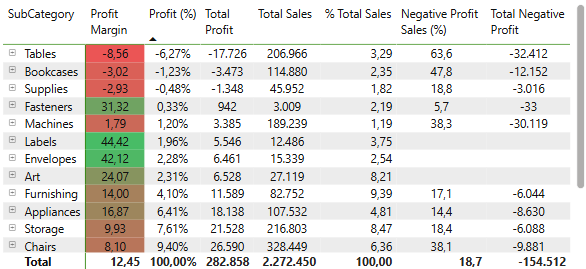 SubCategory Profit Margin Profit (%) Total Profit Total Sales % Total Sales Negative Profit Sales (%) Total Negative Profit
Tables -8,56 -6,27% -17.726 206.966 3,29 63,6 -32.412
Bookcases -3,02 -1,23% -3.473 114.880 2,35 47,8 -12.152
Supplies -2,93 -0,48% -1.348 45.952 1,82 18,8 -3.016
Fasteners 31,32 0,33% 942 3.009 2,19 5,7 -33
Machines 1,79 1,20% 3.385 189.239 1,19 38,3 -30.119
Labels 44,42 1,96% 5.546 12.486 3,75
Envelopes 42,12 2,28% 6.461 15.339 2,54
Art 24,07 2,31% 6.528 27.119 8,21
Furnishing 14,00 4,10% 11.589 82.752 9,39 17,1 -6.044
Appliances 16,87 6,41% 18.138 107.532 4,81 14,4 -8.630
Storage 9,93 7,61% 21.528 216.803 8,47 18,4 -6.088
Chairs 8,10 9,40% 26.590 328.449 6,36 38,1 -9.881
Total 12,45 100,00% 282.858 2.272.450 100,00 18,7 -154.512